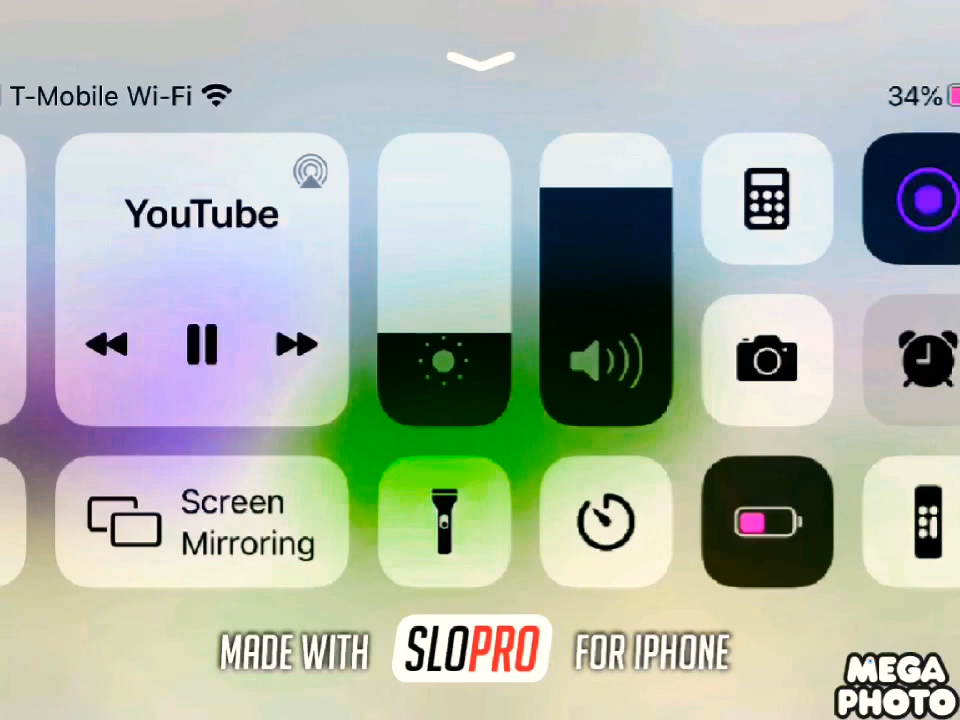 T-Mobile Wi-Fi
34%
YouTube
Screen
Mirroring
MADE WITH SLOPRO FOR IPHONE
MEGA
PHOTO